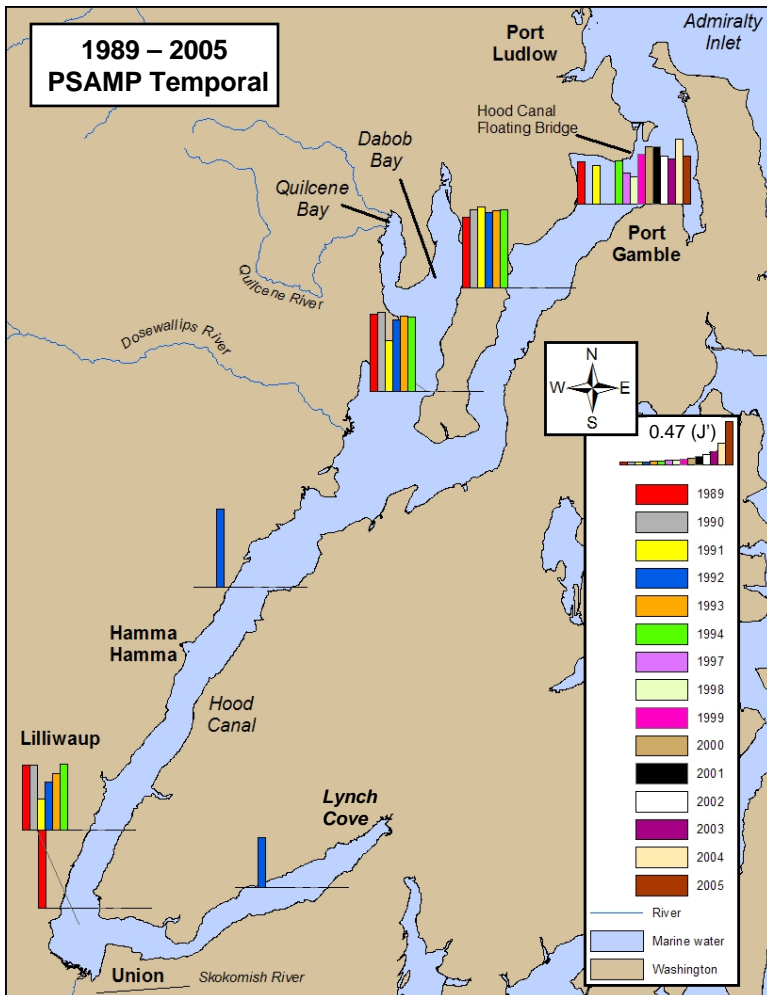 1989 – 2005
PSAMP Temporal
Port
Ludlow
Admiralty
Inlet
Hood Canal
Floating Bridge
Dabob
Bay
Quilcene
Bay
Port
Gamble
Quilcene River
Dosewallips River
N
W E
S
0.47 (J')
1989
1990
1991
1992
1993
1994
1997
1998
1999
2000
2001
2002
2003
2004
2005
River
Marine water
Washington
Hamma
Hamma
Hood
Canal
Lilliwaup
Lynch
Cove
Union
Skokomish River